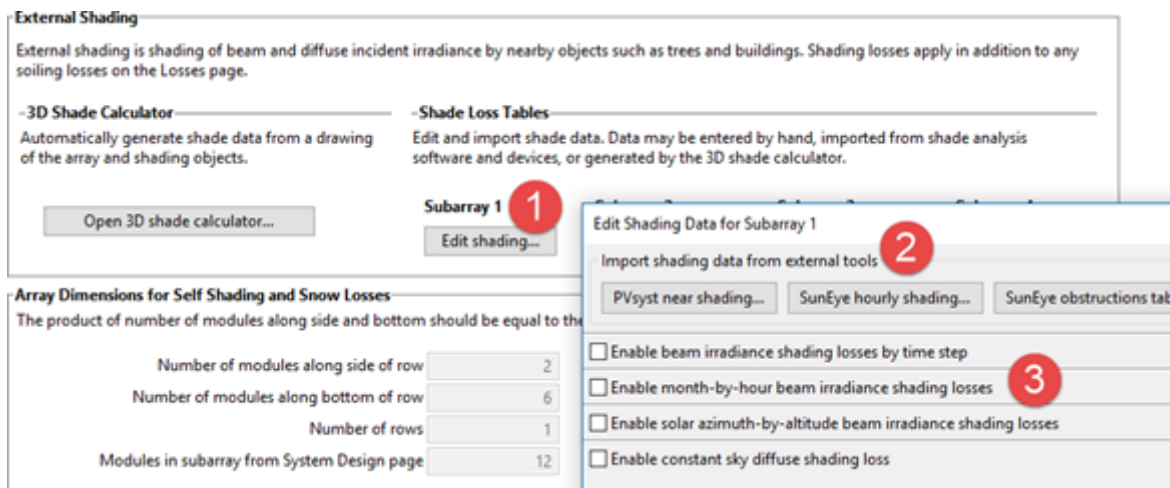 External Shading
External shading is shading of beam and diffuse incident irradiance by nearby objects such as trees and buildings. Shading losses apply in addition to any
soiling losses on the Losses page.
-3D Shade Calculator
Automatically generate shade data from a drawing
of the array and shading objects.
Open 3D shade calculator...
-Shade Loss Tables
Edit and import shade data. Data may be entered by hand, imported from shade analysis
software and devices, or generated by the 3D shade calculator.
Subarray 1
1
Edit shading...
Array Dimensions for Self Shading and Snow Losses
The product of number of modules along side and bottom should be equal to the
Number of modules along side of row 2
Number of modules along bottom of row 6
Number of rows 1
Modules in subarray from System Design page 12
Edit Shading Data for Subarray 1
2
Import shading data from external tools
PVsyst near shading... SunEye hourly shading... SunEye obstructions
Enable beam irradiance shading losses by time step
Enable month-by-hour beam irradiance shading losses
3
Enable solar azimuth-by-altitude beam irradiance shading losses
Enable constant sky diffuse shading loss